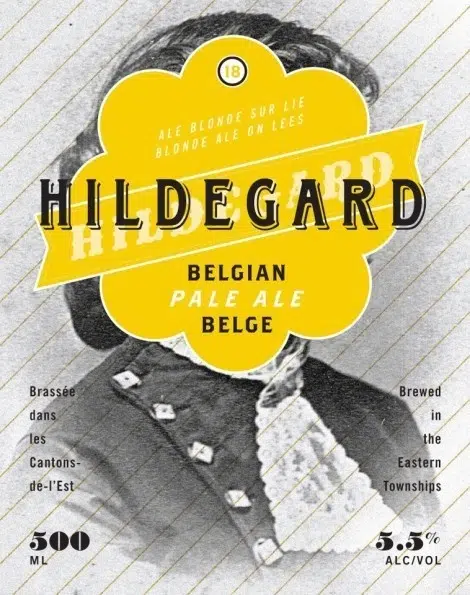 18
ALE BLONDE SUR LIE
BLONDE ALE ON LEES
HILDEGARD
HILDEGARD
BELGIAN
PALE ALE
BELGE
Brassée
dans
les
Cantons-
de-l'Est
500
ML
Brewed
in
the
Eastern
Townships
5.5%
ALC/VOL